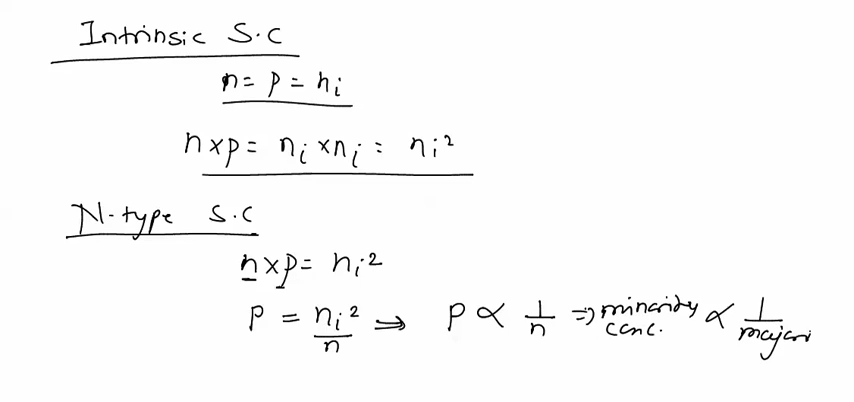 Intrinsic S.C
n = p = ni
n x p = ni x ni = ni²
N-type S.C
n x p = ni²
P = ni²/n ⇒ P ∝ 1/n ⇒ minority conc. ∝ 1/majori